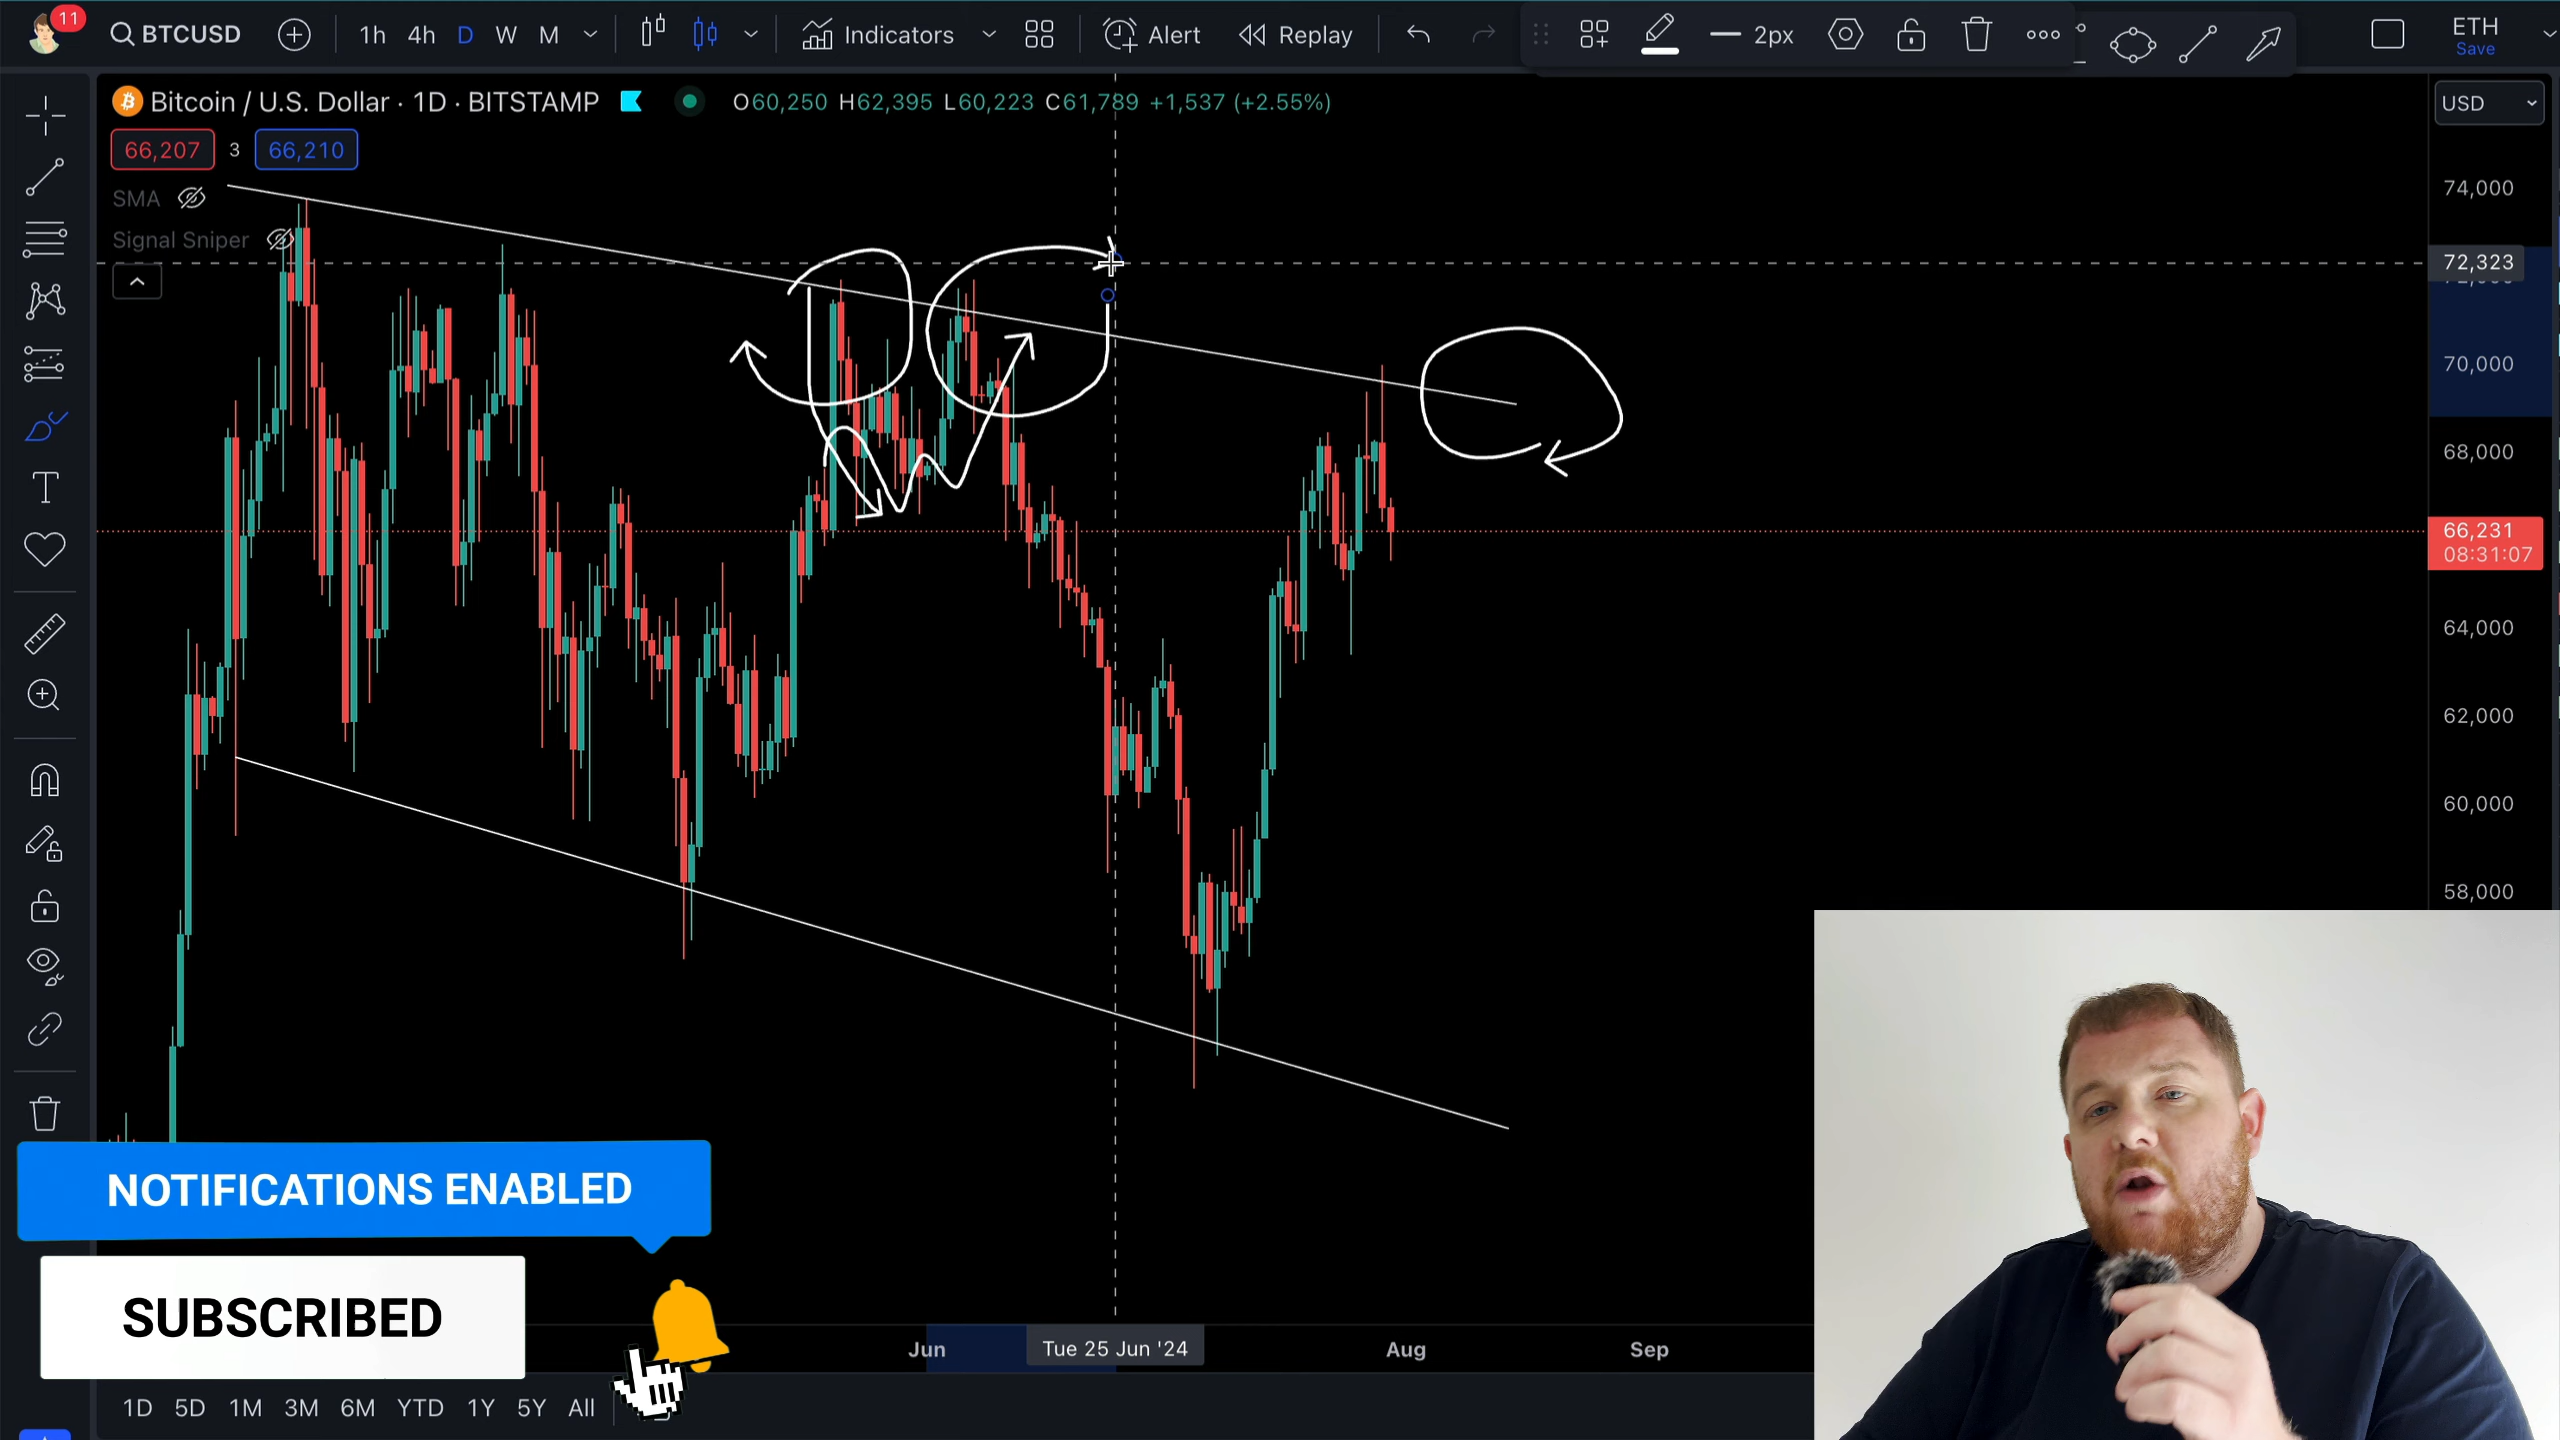 11
BTCUSD
1h 4h D W M
Indicators
Alert
Replay
2px
ETH
Save
Bitcoin / U.S. Dollar · 1D · BITSTAMP
O60,250 H62,395 L60,223 C61,789 +1,537 (+2.55%)
USD
66,207 3 66,210
SMA
Signal Sniper
74,000
72,323
70,000
68,000
66,231
08:31:07
64,000
62,000
60,000
58,000
NOTIFICATIONS ENABLED
SUBSCRIBED
Jun
Tue 25 Jun '24
Aug
Sep
1D 5D 1M 3M 6M YTD 1Y 5Y All